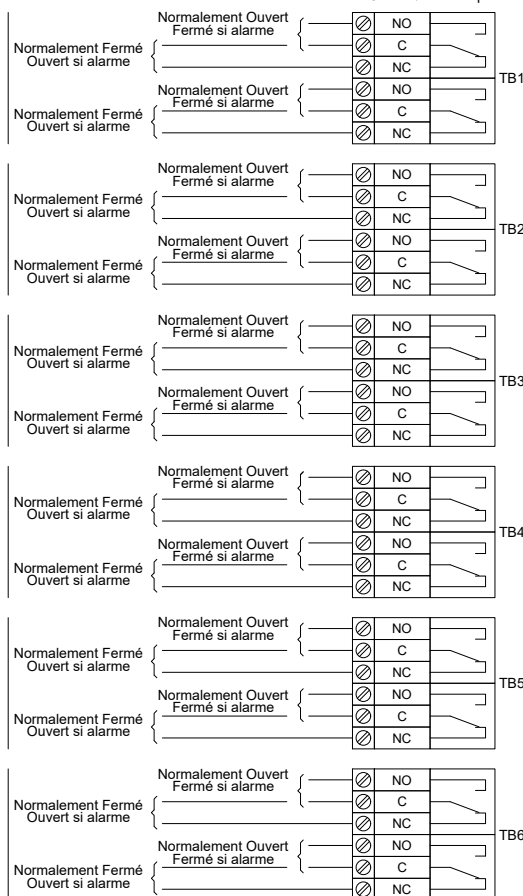 Normalement Ouvert
Fermé si alarme
NO
Normalement Fermé
Ouvert si alarme
C
NC
TB1
Normalement Ouvert
Fermé si alarme
NO
Normalement Fermé
Ouvert si alarme
C
NC
Normalement Ouvert
Fermé si alarme
NO
Normalement Fermé
Ouvert si alarme
C
NC
TB2
Normalement Ouvert
Fermé si alarme
NO
Normalement Fermé
Ouvert si alarme
C
NC
Normalement Ouvert
Fermé si alarme
NO
Normalement Fermé
Ouvert si alarme
C
NC
TB3
Normalement Ouvert
Fermé si alarme
NO
Normalement Fermé
Ouvert si alarme
C
NC
Normalement Ouvert
Fermé si alarme
NO
Normalement Fermé
Ouvert si alarme
C
NC
TB4
Normalement Ouvert
Fermé si alarme
NO
Normalement Fermé
Ouvert si alarme
C
NC
Normalement Ouvert
Fermé si alarme
NO
Normalement Fermé
Ouvert si alarme
C
NC
TB5
Normalement Ouvert
Fermé si alarme
NO
Normalement Fermé
Ouvert si alarme
C
NC
Normalement Ouvert
Fermé si alarme
NO
Normalement Fermé
Ouvert si alarme
C
NC
TB6
Normalement Ouvert
Fermé si alarme
NO
Normalement Fermé
Ouvert si alarme
C
NC